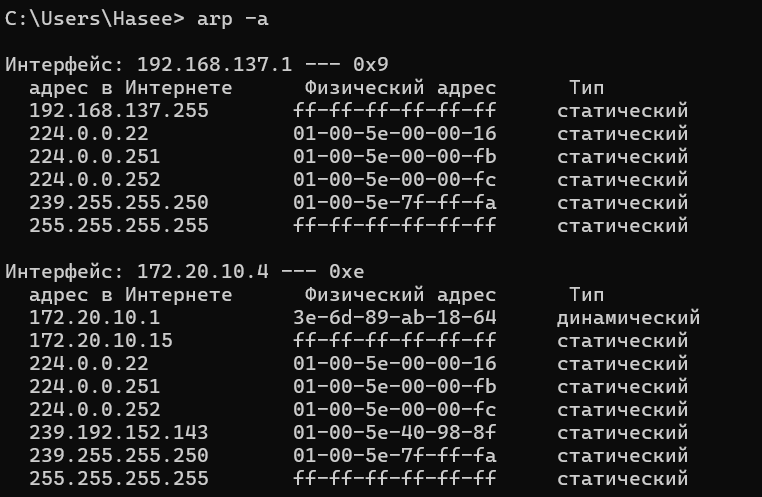 C:\Users\Hasee> arp -a
Интерфейс: 192.168.137.1 --- 0x9
адрес в Интернете Физический адрес Тип
192.168.137.255 ff-ff-ff-ff-ff-ff статический
224.0.0.22 01-00-5e-00-00-16 статический
224.0.0.251 01-00-5e-00-00-fb статический
224.0.0.252 01-00-5e-00-00-fc статический
239.255.255.250 01-00-5e-7f-ff-fa статический
255.255.255.255 ff-ff-ff-ff-ff-ff статический
Интерфейс: 172.20.10.4 --- 0xe
адрес в Интернете Физический адрес Тип
172.20.10.1 3e-6d-89-ab-18-64 динамический
172.20.10.15 ff-ff-ff-ff-ff-ff статический
224.0.0.22 01-00-5e-00-00-16 статический
224.0.0.251 01-00-5e-00-00-fb статический
224.0.0.252 01-00-5e-00-00-fc статический
239.192.152.143 01-00-5e-40-98-8f статический
239.255.255.250 01-00-5e-7f-ff-fa статический
255.255.255.255 ff-ff-ff-ff-ff-ff статический